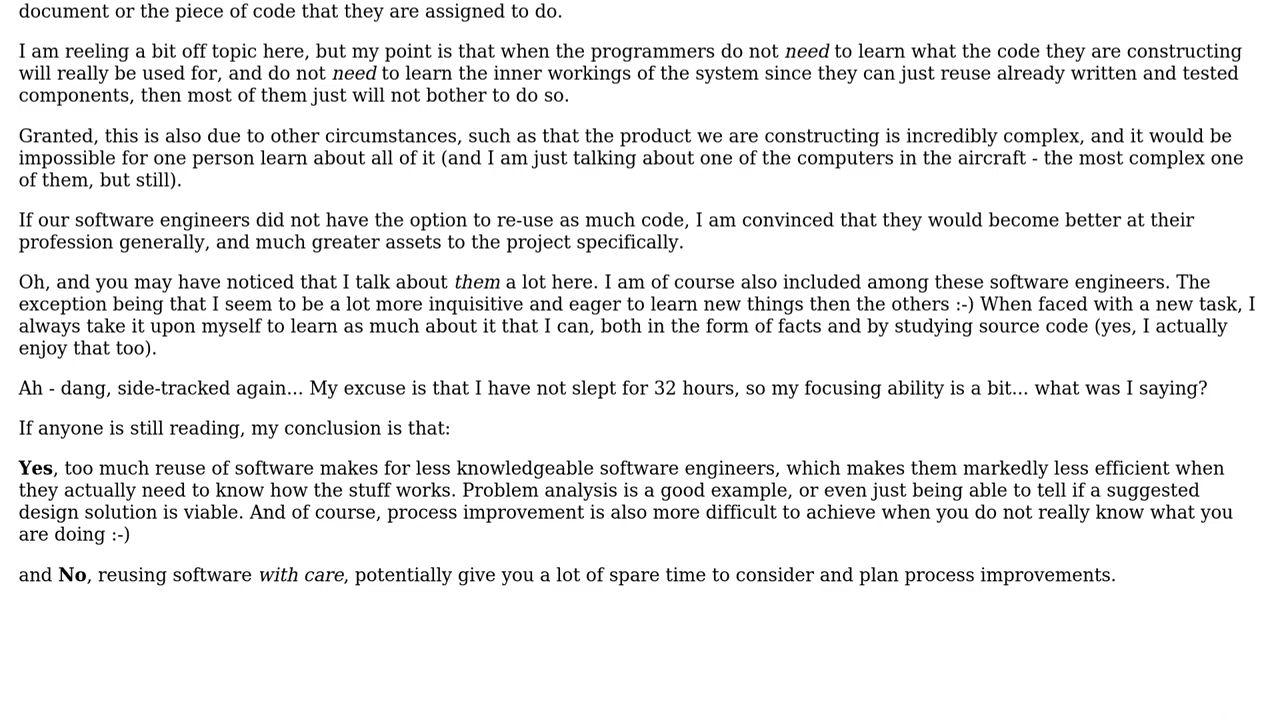 document or the piece of code that they are assigned to do.
I am reeling a bit off topic here, but my point is that when the programmers do not need to learn what the code they are constructing
will really be used for, and do not need to learn the inner workings of the system since they can just reuse already written and tested
components, then most of them just will not bother to do so.
Granted, this is also due to other circumstances, such as that the product we are constructing is incredibly complex, and it would be
impossible for one person learn about all of it (and I am just talking about one of the computers in the aircraft - the most complex one
of them, but still).
If our software engineers did not have the option to re-use as much code, I am convinced that they would become better at their
profession generally, and much greater assets to the project specifically.
Oh, and you may have noticed that I talk about them a lot here. I am of course also included among these software engineers. The
exception being that I seem to be a lot more inquisitive and eager to learn new things then the others :-) When faced with a new task, I
always take it upon myself to learn as much about it that I can, both in the form of facts and by studying source code (yes, I actually
enjoy that too).
Ah - dang, side-tracked again... My excuse is that I have not slept for 32 hours, so my focusing ability is a bit... what was I saying?
If anyone is still reading, my conclusion is that:
Yes, too much reuse of software makes for less knowledgeable software engineers, which makes them markedly less efficient when
they actually need to know how the stuff works. Problem analysis is a good example, or even just being able to tell if a suggested
design solution is viable. And of course, process improvement is also more difficult to achieve when you do not really know what you
are doing :-)
and No, reusing software with care, potentially give you a lot of spare time to consider and plan process improvements.